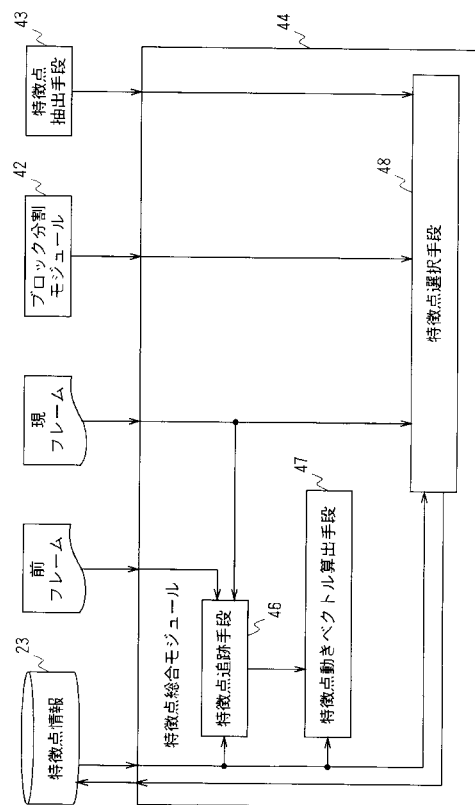 23
特徴点情報
前
フレーム
現
フレーム
42
ブロック分割
モジュール
43
特徴点
抽出手段
44
特徴点総合モジュール
特徴点追跡手段
46
特徴点動きベクトル算出手段
47
特徴点選択手段
48